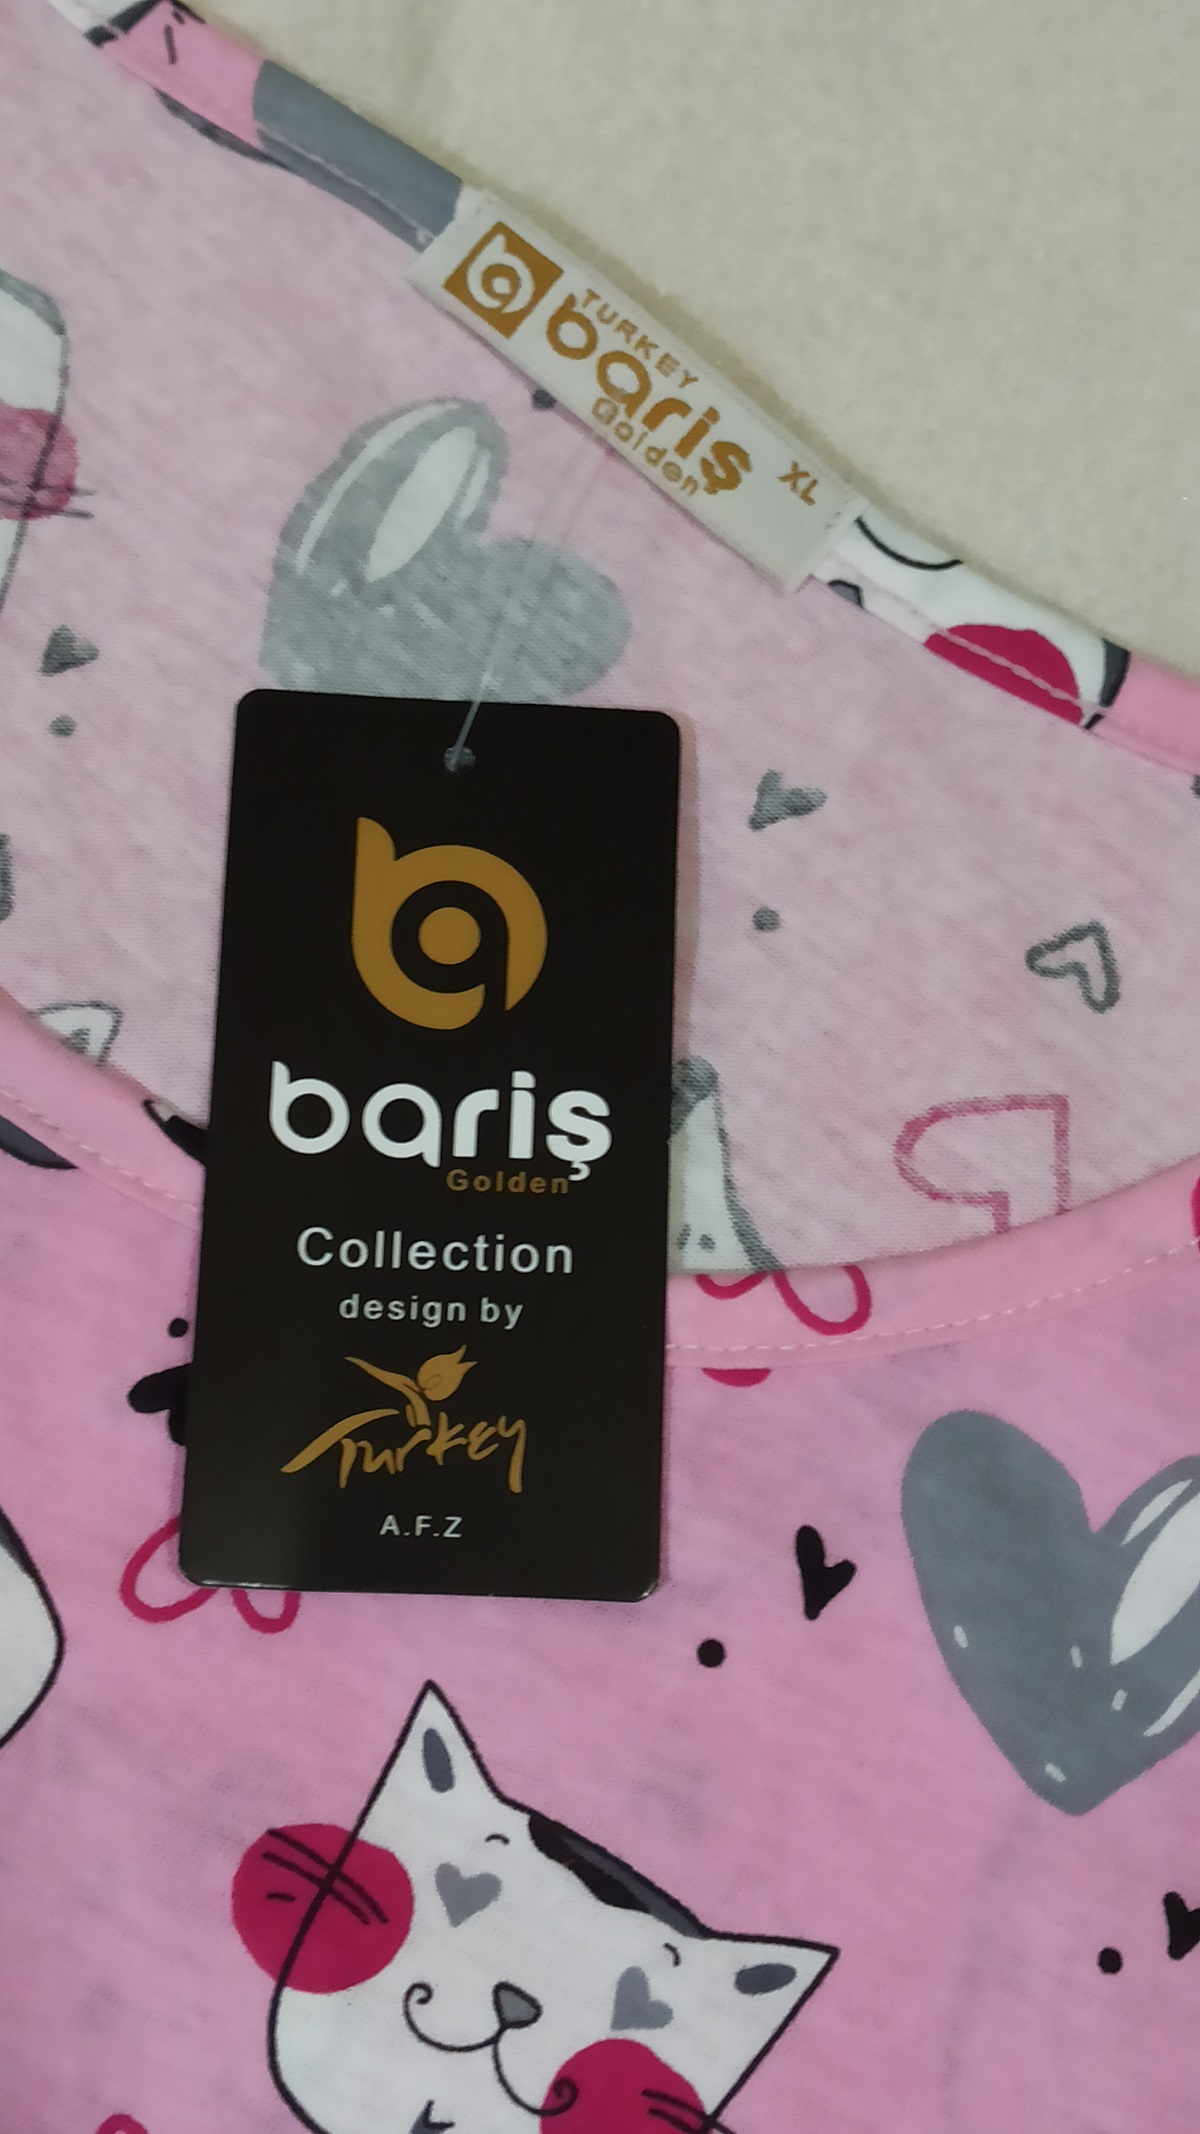 TURKEY
bariş
Golden
XL
bariş
Golden
Collection
design by
Turkey
A.F.Z